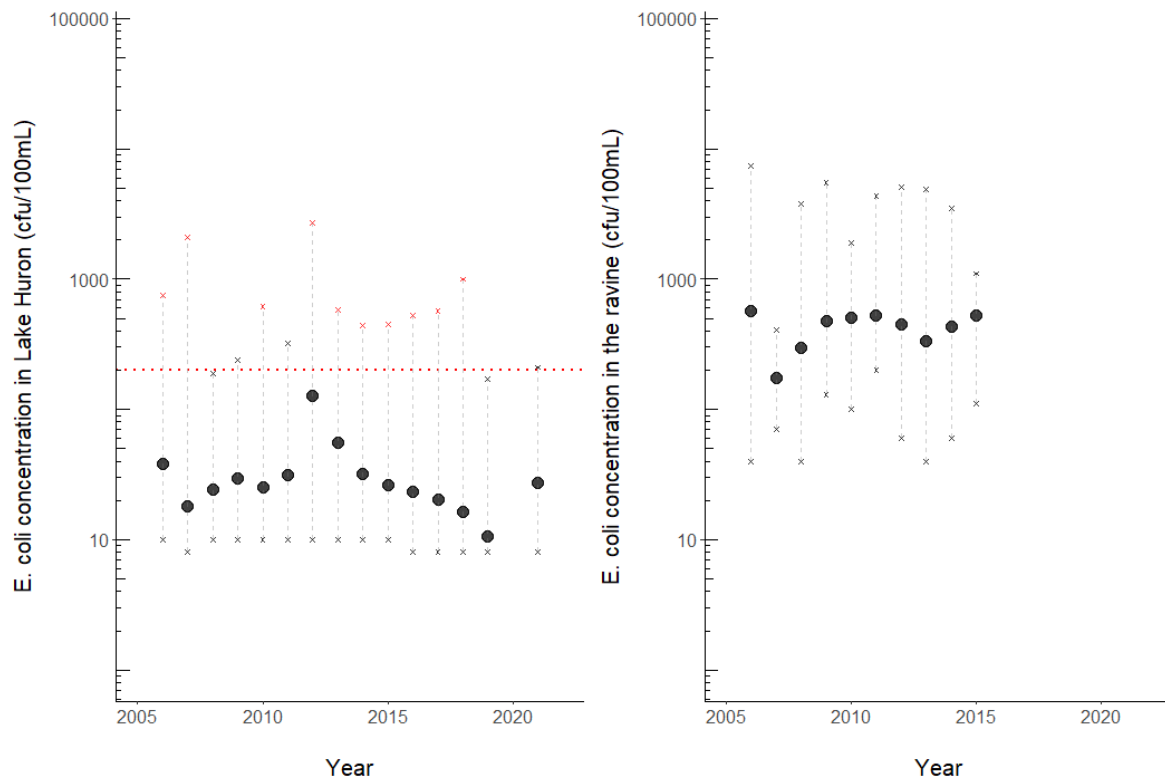 E. coli concentration in Lake Huron (cfu/100mL)
100000
1000
10
2005 2010 2015 2020
Year
E. coli concentration in the ravine (cfu/100mL)
100000
1000
10
2005 2010 2015 2020
Year